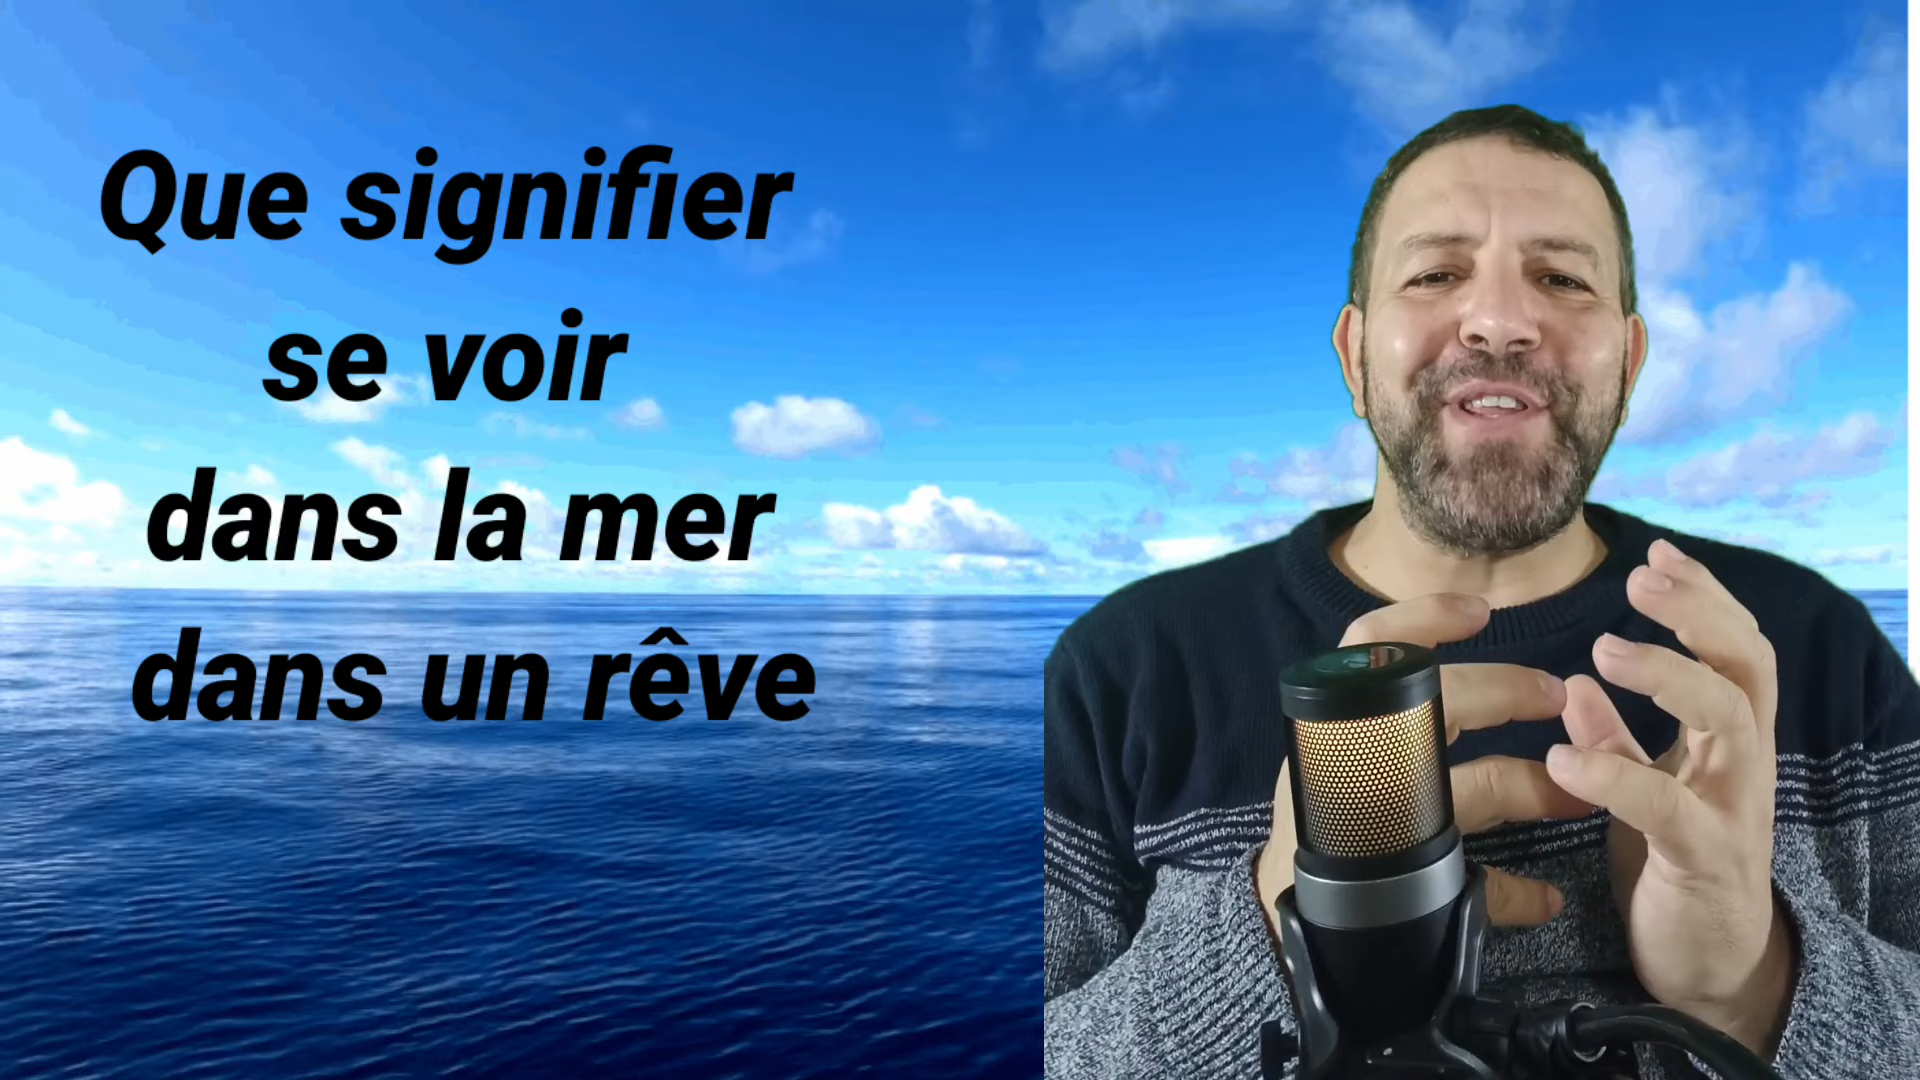 Que signifier
se voir
dans la mer
dans un rêve